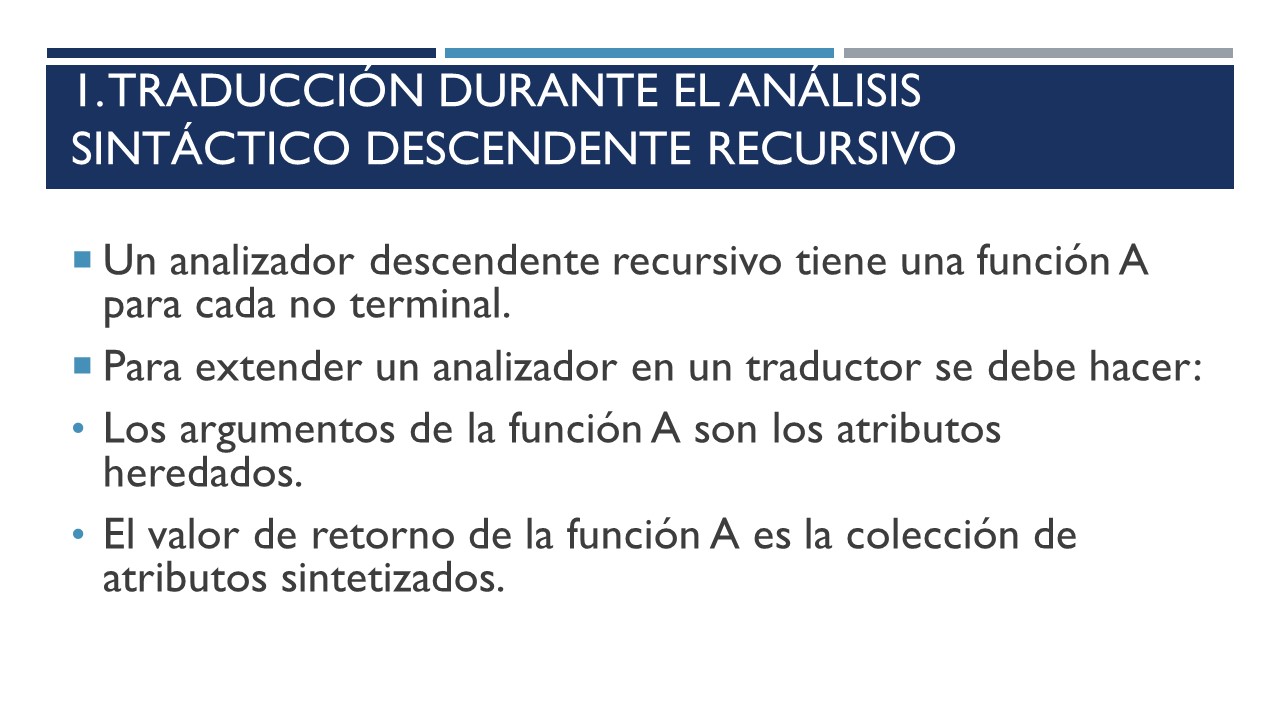 1. TRADUCCIÓN DURANTE EL ANÁLISIS
SINTÁCTICO DESCENDENTE RECURSIVO
▪ Un analizador descendente recursivo tiene una función A
para cada no terminal.
▪ Para extender un analizador en un traductor se debe hacer:
• Los argumentos de la función A son los atributos
heredados.
• El valor de retorno de la función A es la colección de
atributos sintetizados.